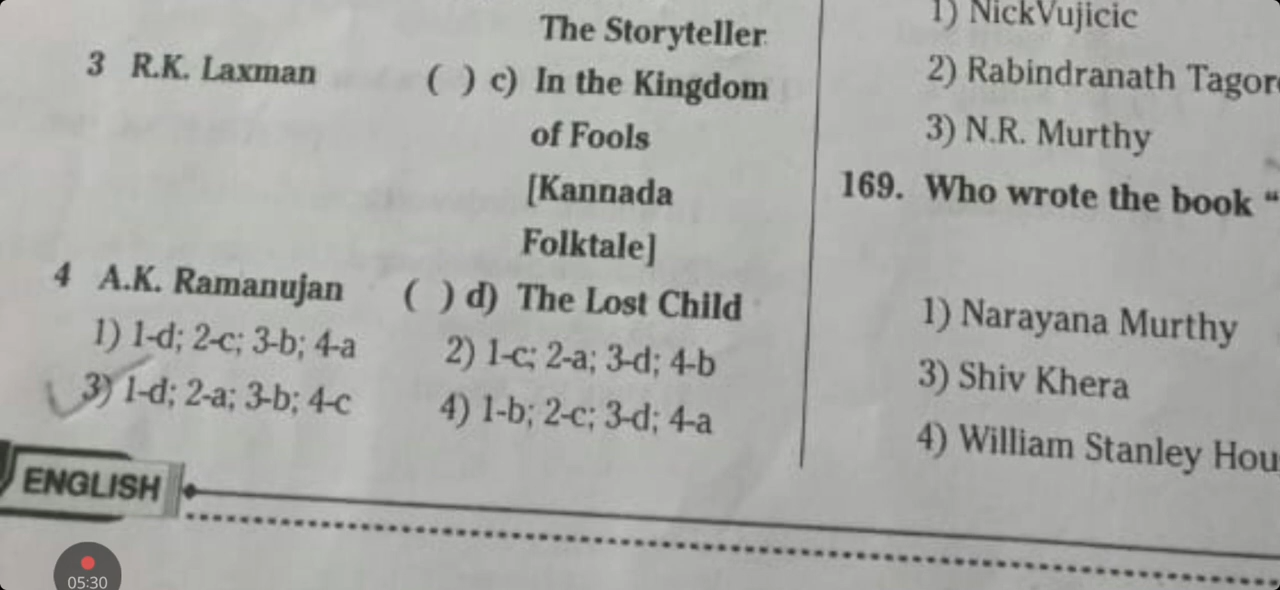 The Storyteller
3 R.K. Laxman ( ) c) In the Kingdom
of Fools
[Kannada
Folktale]
4 A.K. Ramanujan ( ) d) The Lost Child
1) 1-d; 2-c; 3-b; 4-a 2) 1-c; 2-a; 3-d; 4-b
3) 1-d; 2-a; 3-b; 4-c 4) 1-b; 2-c; 3-d; 4-a
1) NickVujicic
2) Rabindranath Tagor
3) N.R. Murthy
169. Who wrote the book "
1) Narayana Murthy
3) Shiv Khera
4) William Stanley Hou
ENGLISH
05:30